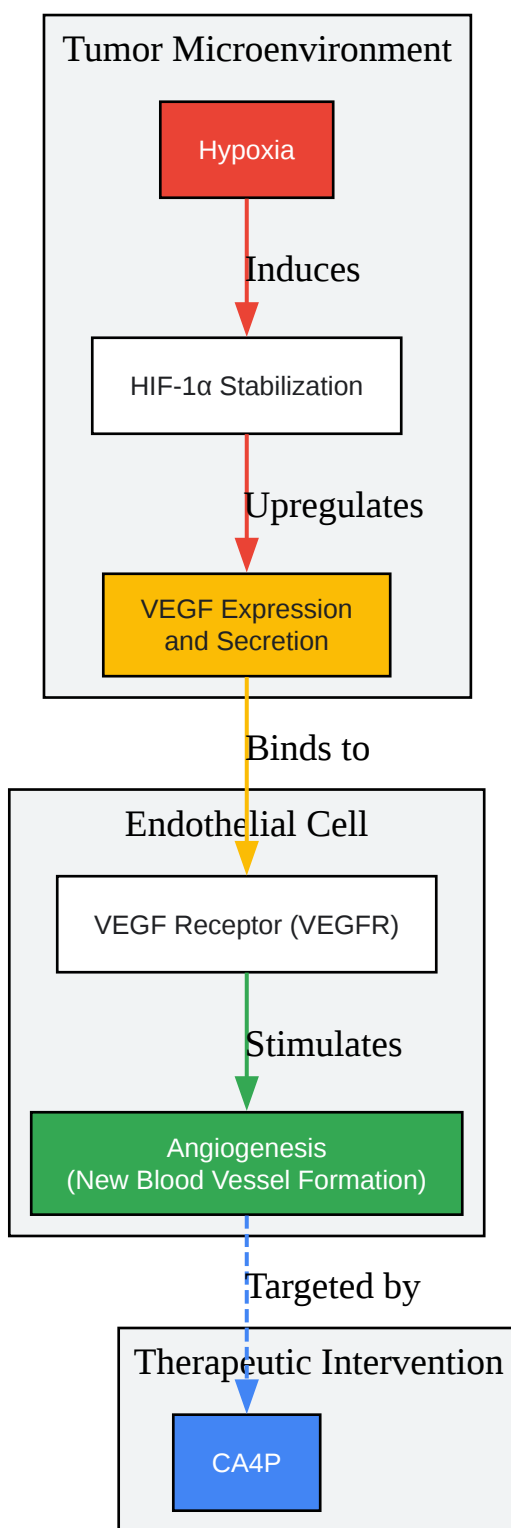 Tumor Microenvironment
Hypoxia
Induces
HIF-1α Stabilization
Upregulates
VEGF Expression
and Secretion
Binds to
Endothelial Cell
VEGF Receptor (VEGFR)
Stimulates
Angiogenesis
(New Blood Vessel Formation)
Targeted by
Therapeutic Intervention
CA4P